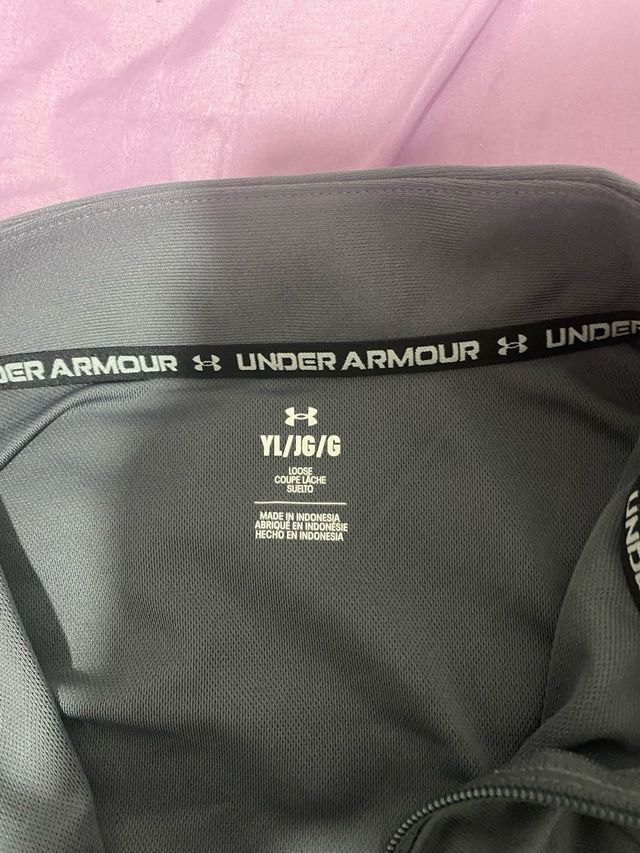 UNDER ARMOUR UNDER ARMOUR UNDER
YL/JG/G
LOOSE
COUPE LACHE
SUELTO
MADE IN INDONESIA
ABRIQUÉ EN INDONÉSIE
HECHO EN INDONESIA